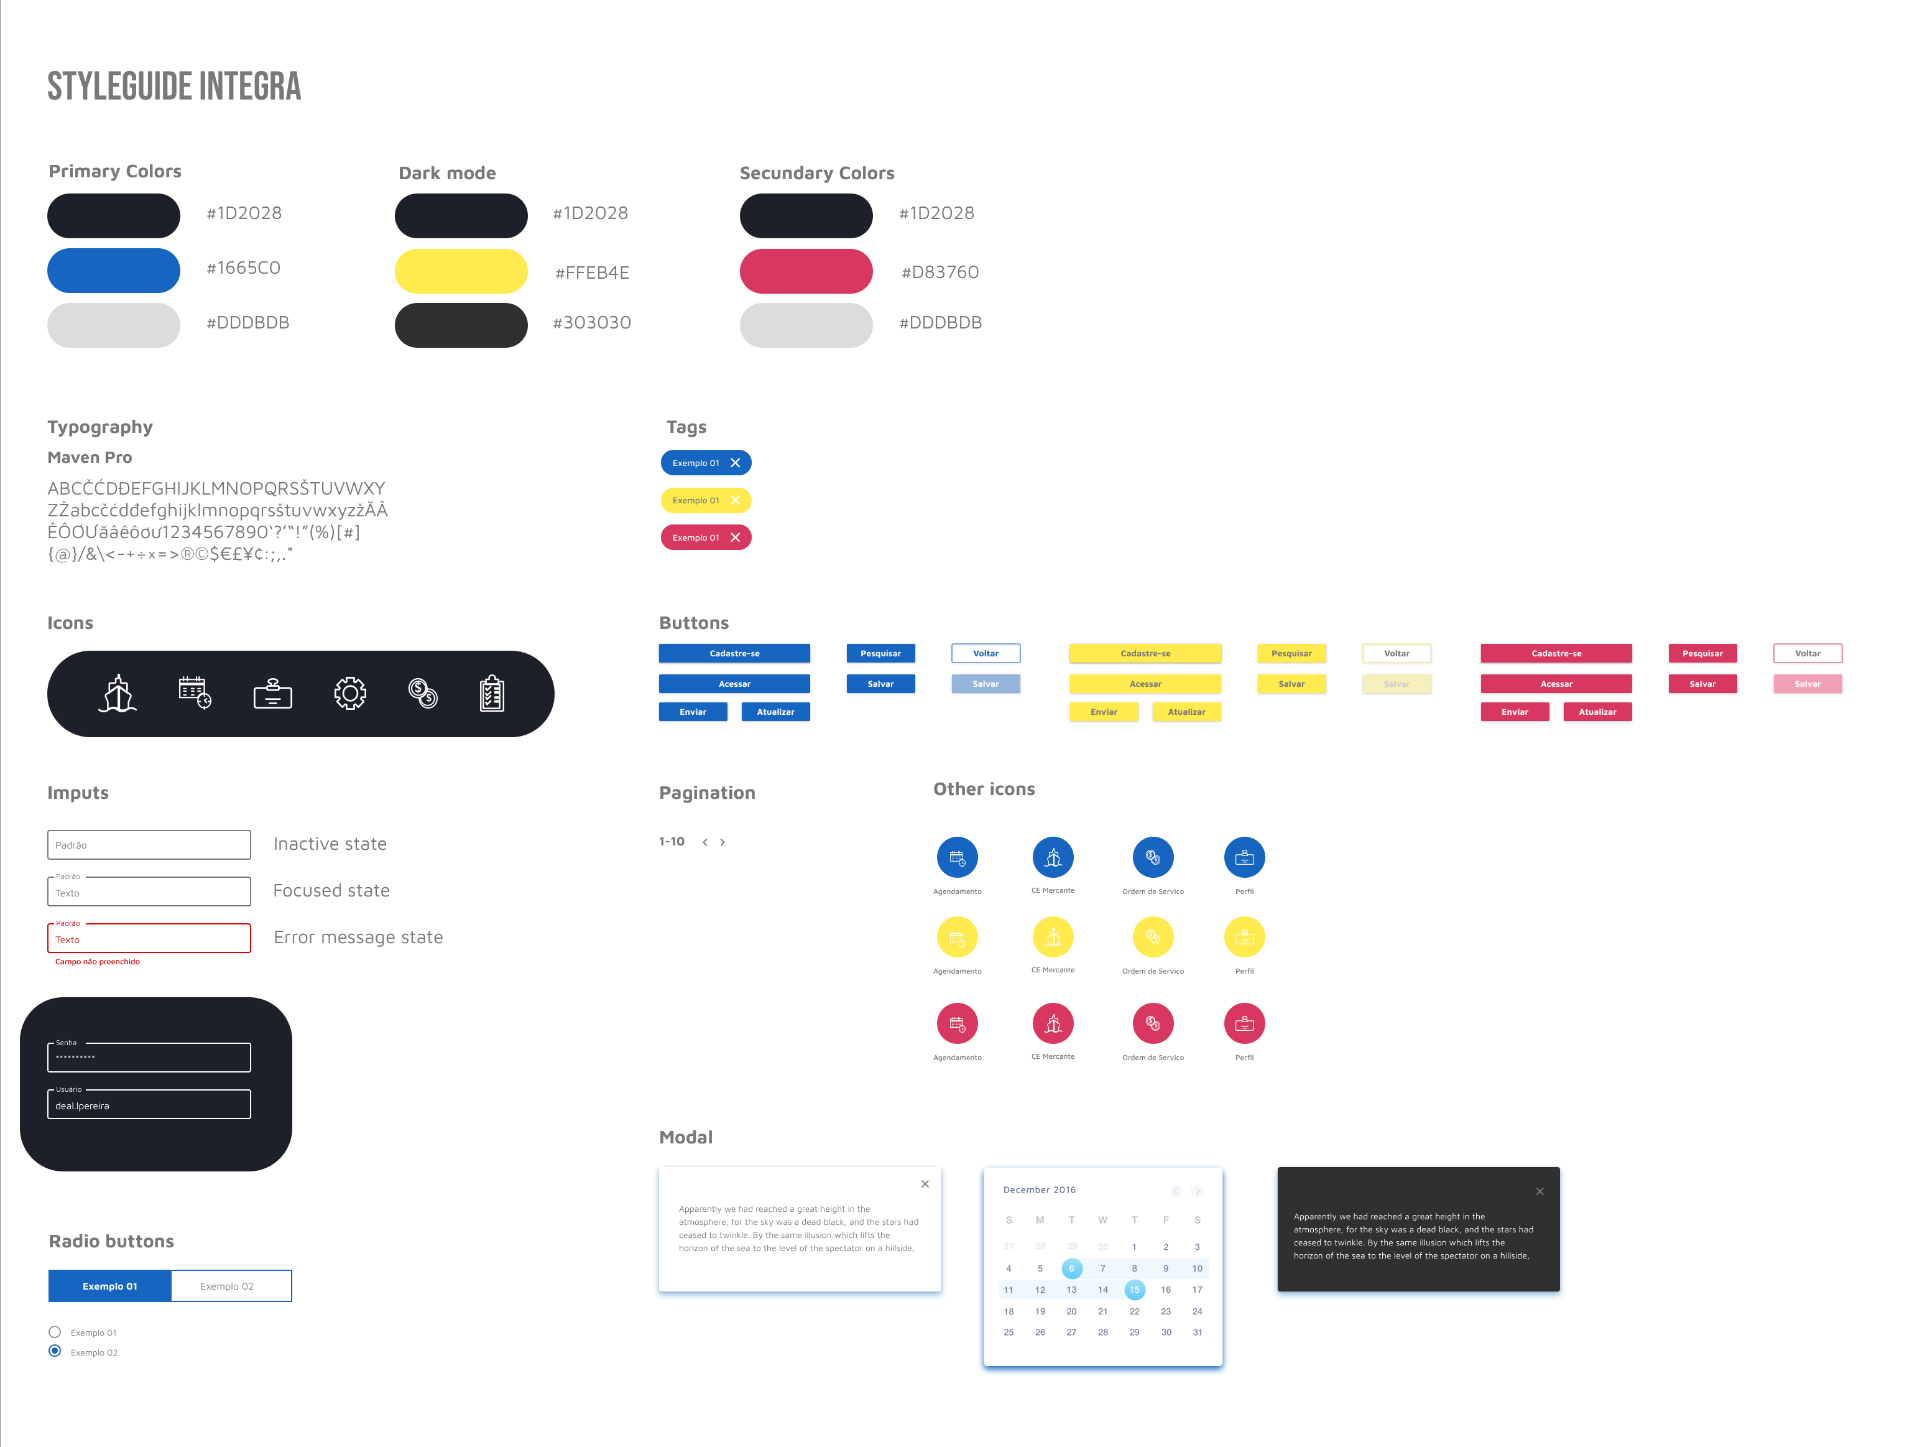 STYLEGUIDE INTEGRA
Primary Colors
#1D2028
#1665C0
#DDDBDB
Dark mode
#1D2028
#FFEB4E
#303030
Secundary Colors
#1D2028
#D83760
#DDDBDB
Typography
Maven Pro
ABCČĆDĐEFGHIJKLMNOPQRSŠTUVWXY
ZŽabcčćdđefghijklmnopqrsštuvwxyzžĂÂ
ÊÔƠƯăâêôơư1234567890‘?’“!”(%)[#]
{@}/&\<-+÷×=>®©$€£¥¢:;,.*
Tags
Exemplo 01
Exemplo 01
Exemplo 01
Icons
Buttons
Cadastre-se Pesquisar Voltar Cadastre-se Pesquisar Voltar Cadastre-se Pesquisar Voltar
Acessar Salvar Salvar Acessar Salvar Salvar Acessar Salvar Salvar
Enviar Atualizar Enviar Atualizar Enviar Atualizar
Imputs
Padrão
Inactive state
Padrão
Texto
Focused state
Padrão
Texto
Error message state
Campo não preenchido
Senha
**********
Usuário
deal.lpereira
Radio buttons
Exemplo 01 Exemplo 02
Exemplo 01
Exemplo 02
Pagination
1-10 < >
Other icons
Agendamento CE Mercante Ordem de Serviço Perfil
Agendamento CE Mercante Ordem de Serviço Perfil
Agendamento CE Mercante Ordem de Serviço Perfil
Modal
Apparently we had reached a great height in the
atmosphere, for the sky was a dead black, and the stars had
ceased to twinkle. By the same illusion which lifts the
horizon of the sea to the level of the spectator on a hillside,
December 2016
S M T W T F S
27 28 29 30 1 2 3
4 5 6 7 8 9 10
11 12 13 14 15 16 17
18 19 20 21 22 23 24
25 26 27 28 29 30 31
Apparently we had reached a great height in the
atmosphere, for the sky was a dead black, and the stars had
ceased to twinkle. By the same illusion which lifts the
horizon of the sea to the level of the spectator on a hillside,